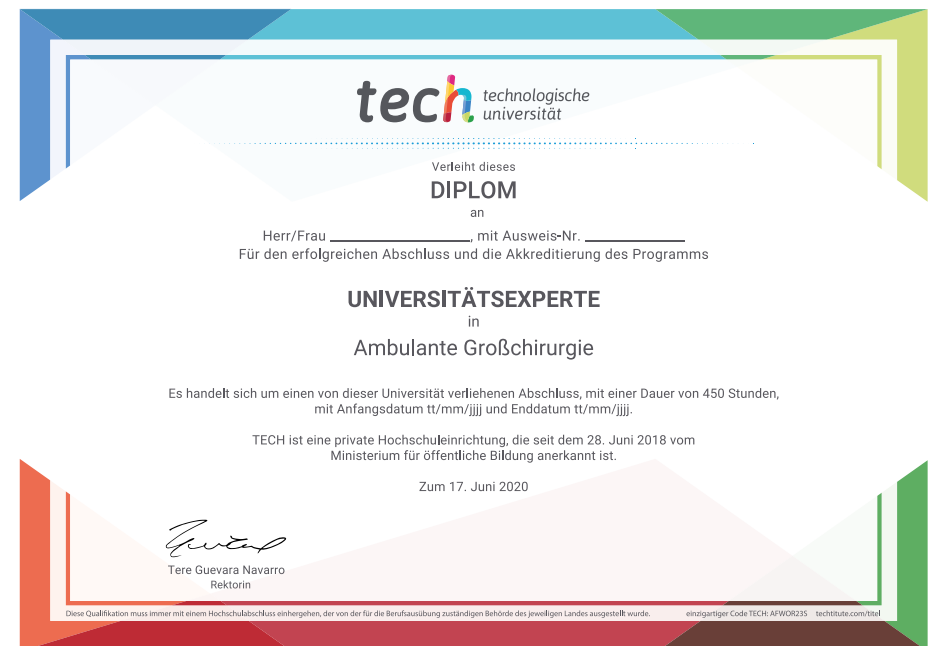 tech technologische
universität
Verleiht dieses
DIPLOM
an
Herr/Frau ____________________, mit Ausweis-Nr. ______________
Für den erfolgreichen Abschluss und die Akkreditierung des Programms
UNIVERSITÄTSEXPERTE
in
Ambulante Großchirurgie
Es handelt sich um einen von dieser Universität verliehenen Abschluss, mit einer Dauer von 450 Stunden,
mit Anfangsdatum tt/mm/jjjj und Enddatum tt/mm/jjjj.
TECH ist eine private Hochschuleinrichtung, die seit dem 28. Juni 2018 vom
Ministerium für öffentliche Bildung anerkannt ist.
Zum 17. Juni 2020
Tere Guevara Navarro
Rektorin
Diese Qualifikation muss immer mit einem Hochschulabschluss einhergehen, der von der für die Berufsausübung zuständigen Behörde des jeweiligen Landes ausgestellt wurde. einzigartiger Code TECH: AFWOR23S techtitute.com/titel